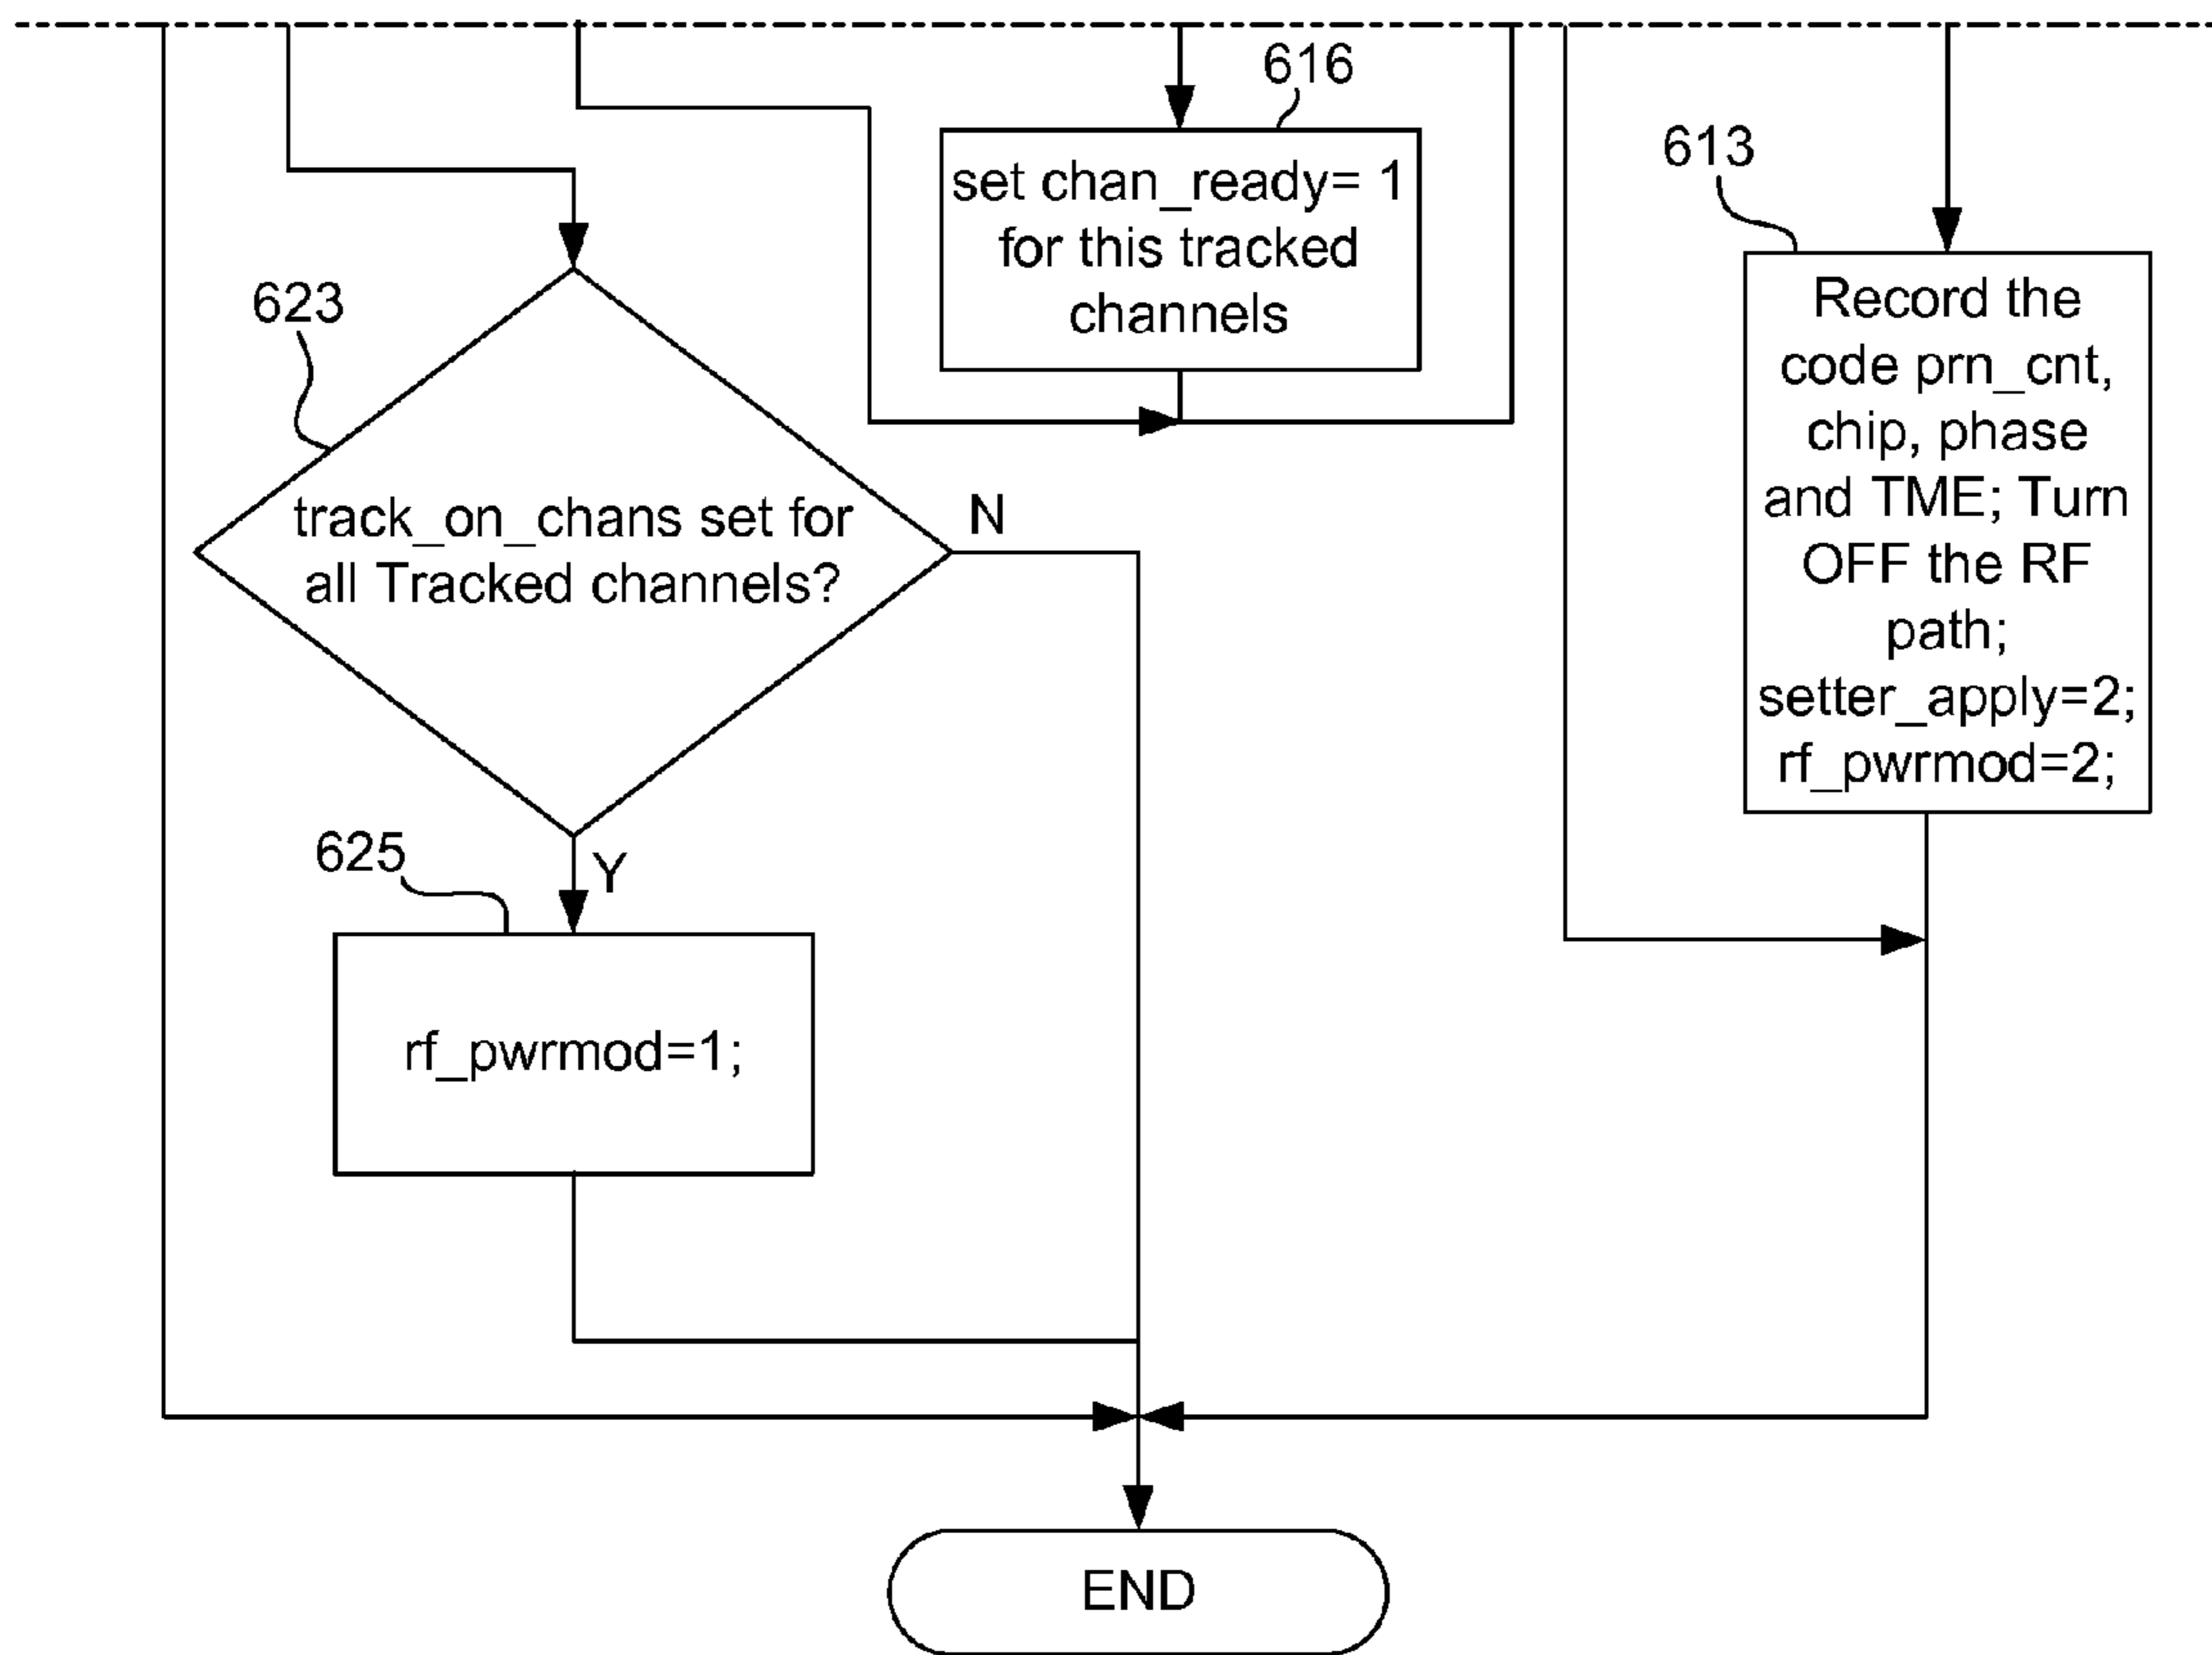 616
set chan_ready= 1
for this tracked
channels
613
Record the
code prn_cnt,
chip, phase
and TME; Turn
OFF the RF
path;
setter_apply=2;
rf_pwrmod=2;
623
track_on_chans set for
all Tracked channels?
N
Y
625
rf_pwrmod=1;
END